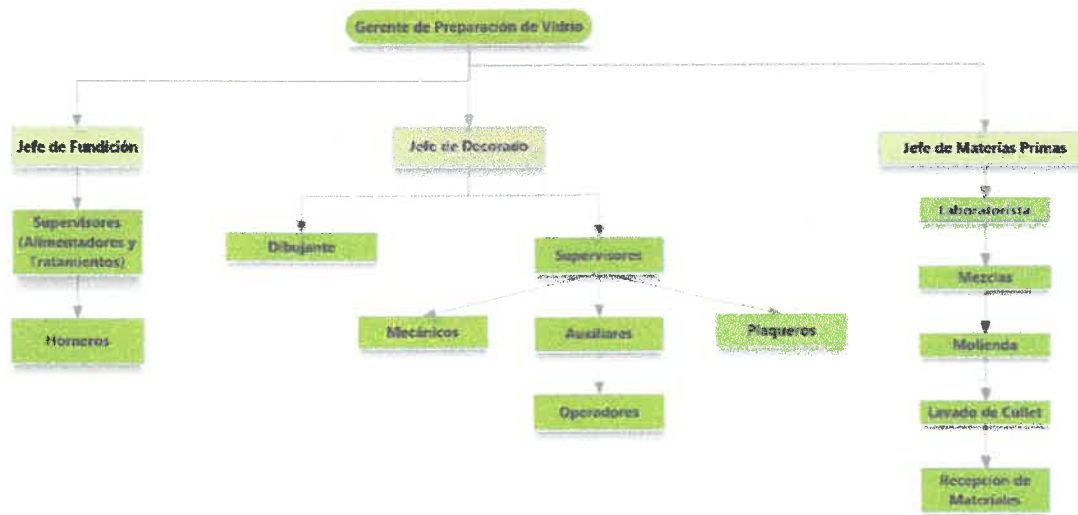 Gerente de Preparación de Vidrio
Jefe de Fundición
Jefe de Decorado
Jefe de Materias Primas
Supervisores
(Alimentadores y
Tratamientos)
Dibujante
Supervisores
Laboratorista
Mezclas
Horneros
Mecánicos
Auxiliares
Plaqueros
Molienda
Operadores
Lavado de Cullet
Recepción de
Materiales